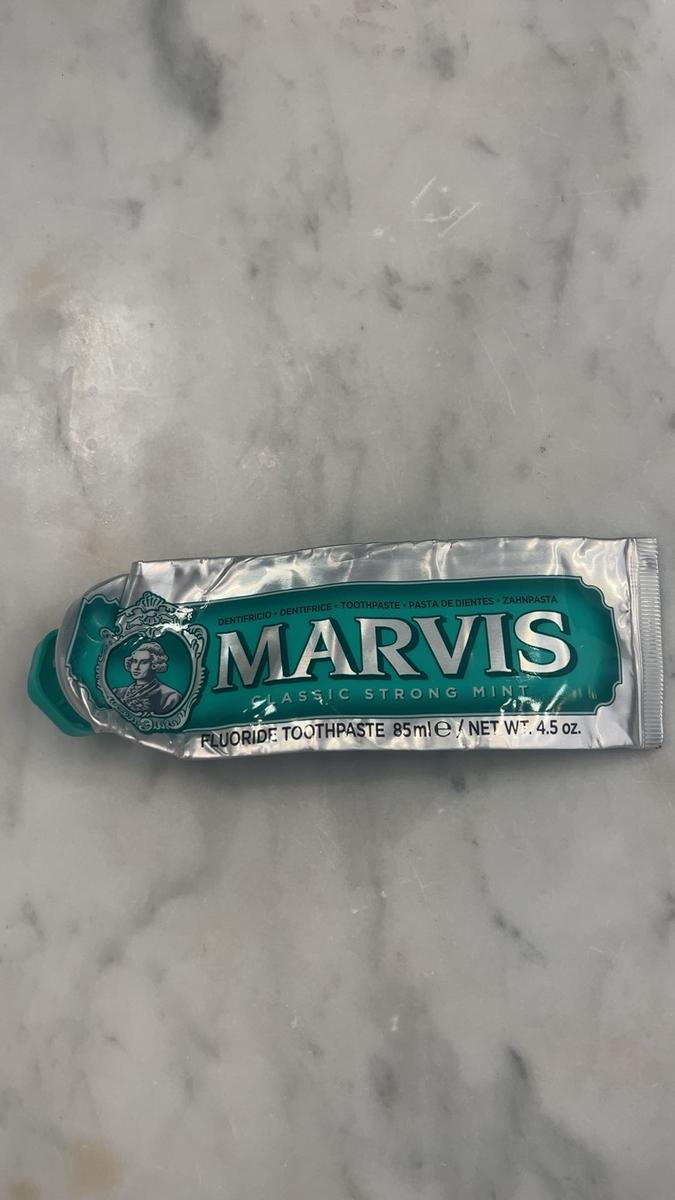 DENTIFRICIO • DENTIFRICE • TOOTHPASTE • PASTA DE DIENTES • ZAHNPASTA
MARVIS
CLASSIC STRONG MINT
FLUORIDE TOOTHPASTE 85ml ℮ / NET WT. 4.5 oz.